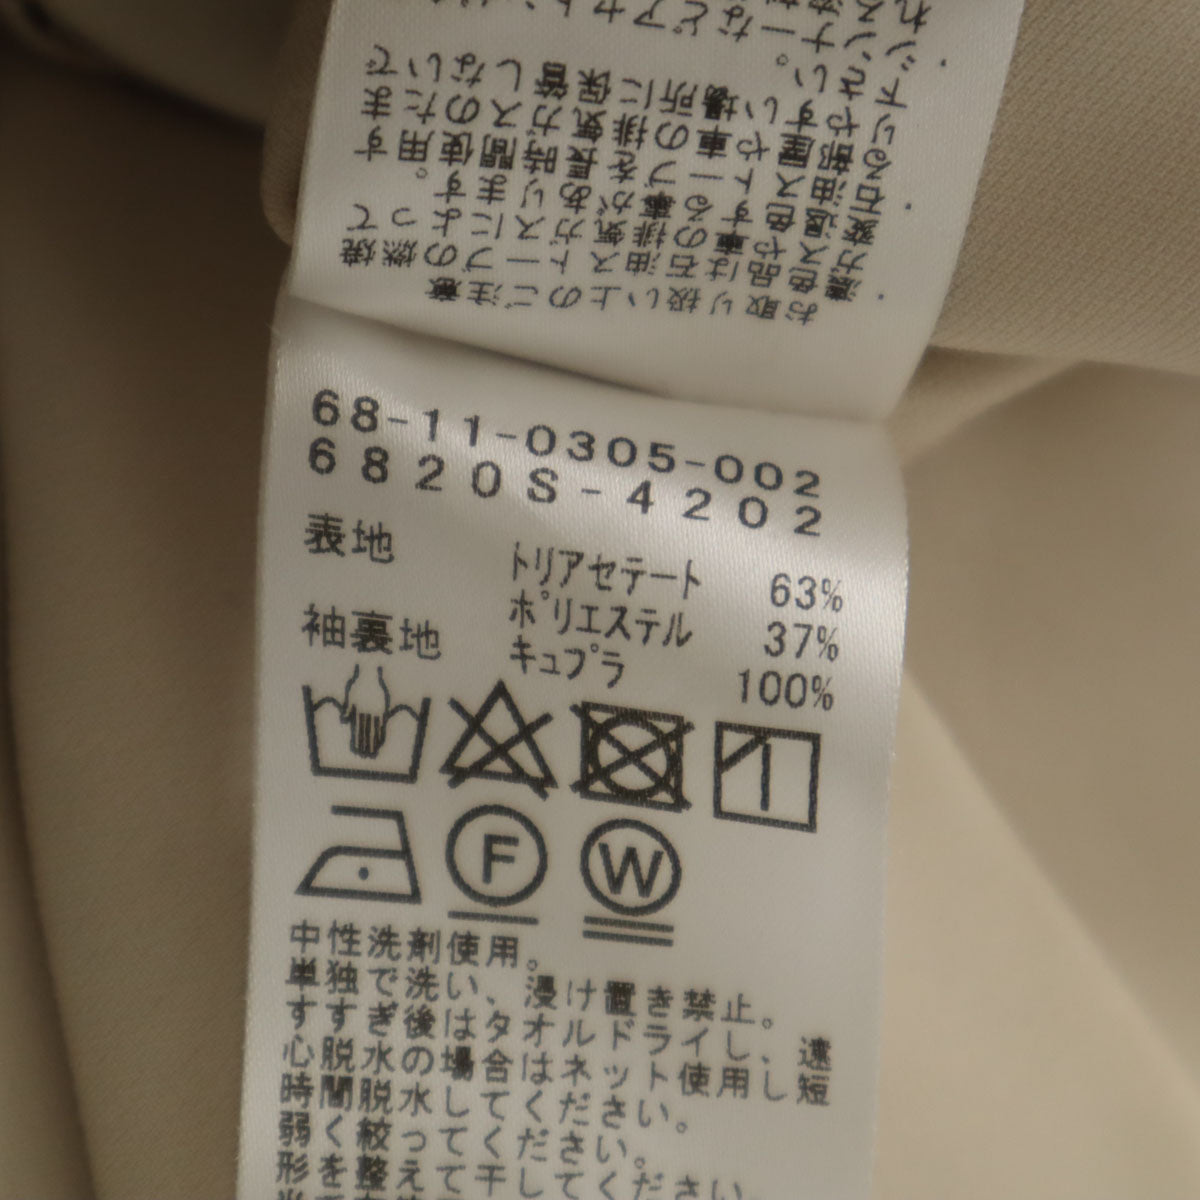 68-11-0305-002
6820S-4202
表地 トリアセテート 63%
ポリエステル 37%
袖裏地 キュプラ 100%
F W
中性洗剤使用。
単独で洗い、浸け置き禁止。
すすぎ後はタオルドライし、遠
心脱水の場合はネット使用し短
時間脱水してください。
弱く絞ってください。
形を整えて干してください。
お取り扱い上のご注意
・濃色品は石油ストーブの燃焼
ガスや車の排気ガスによって
変退色する事があります。
・石油ストーブを長時間使用す
る部屋や車の排気ガスのたま
りやすい場所に保管しないで
下さい。